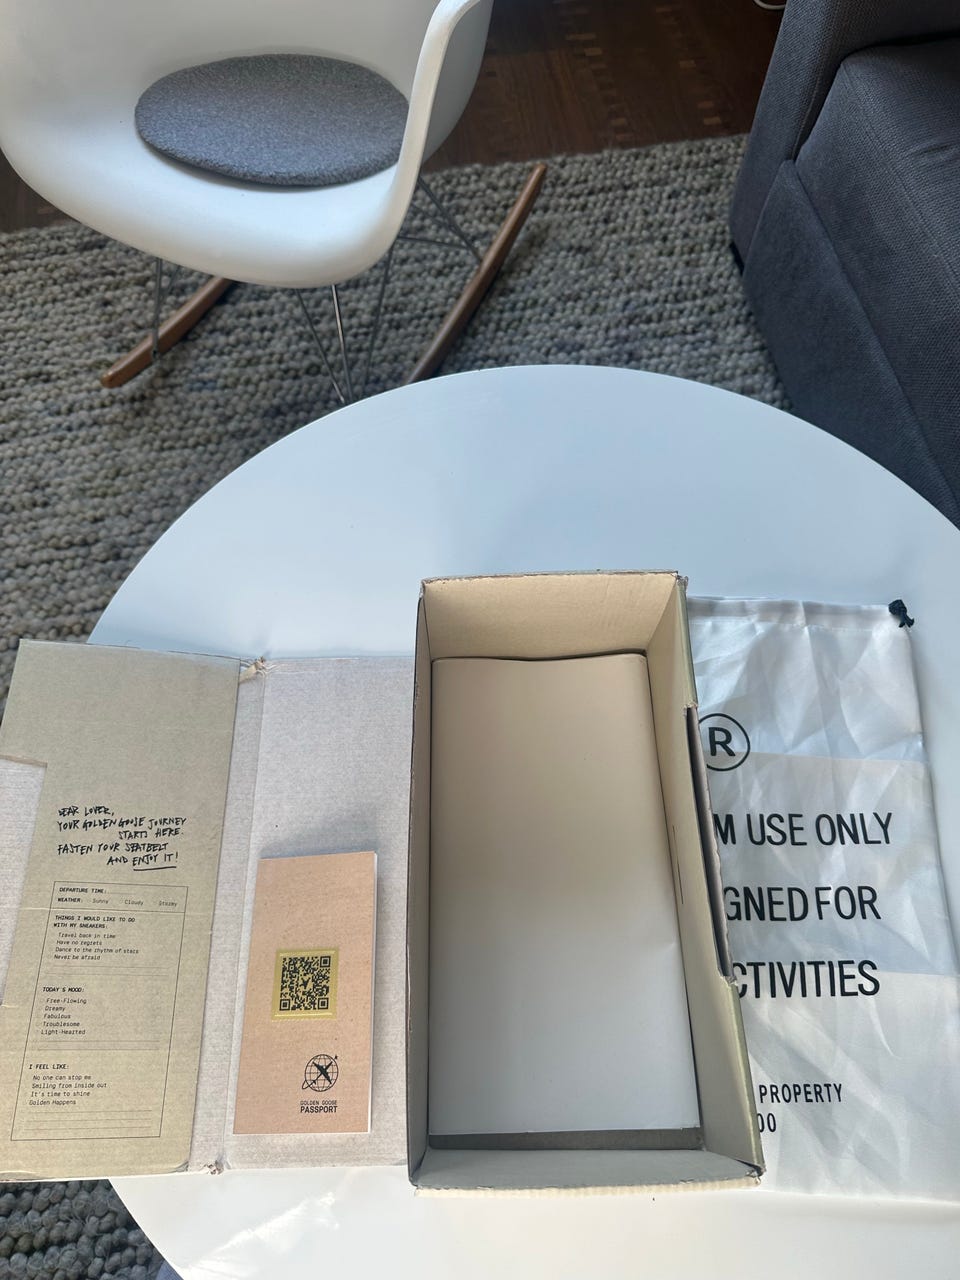 DEAR LOVER,
YOUR GOLDEN GOOSE JOURNEY
STARTS HERE.
FASTEN YOUR SEATBELT
AND ENJOY IT!
DEPARTURE TIME:
WEATHER: Sunny Cloudy Stormy
THINGS I WOULD LIKE TO DO
WITH MY SNEAKERS:
Travel back in time
Have no regrets
Dance to the rhythm of stars
Never be afraid
TODAY'S MOOD:
Free-Flowing
Dreamy
Fabulous
Troublesome
Light-Hearted
I FEEL LIKE:
No one can stop me
Smiling from inside out
It's time to shine
Golden Happens
GOLDEN GOOSE
PASSPORT
®
M USE ONLY
GNED FOR
CTIVITIES
PROPERTY
00